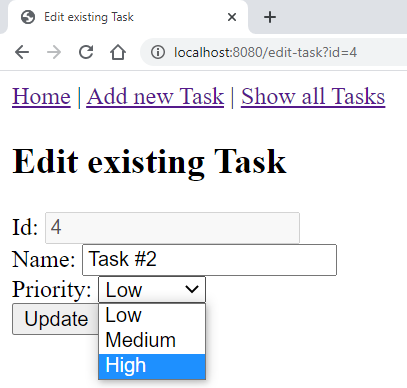 Edit existing Task
localhost:8080/edit-task?id=4
Home | Add new Task | Show all Tasks
Edit existing Task
Id: 4
Name: Task #2
Priority: Low
Update
Low
Medium
High